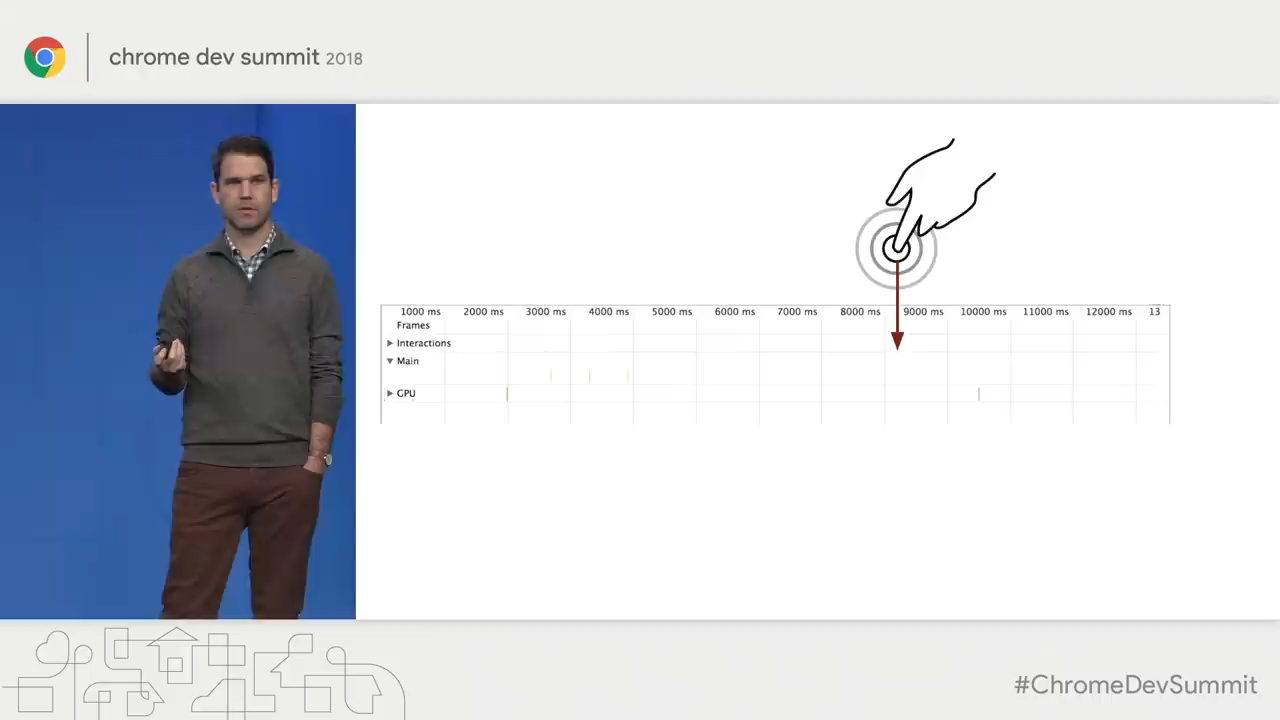 chrome dev summit 2018
1000 ms 2000 ms 3000 ms 4000 ms 5000 ms 6000 ms 7000 ms 8000 ms 9000 ms 10000 ms 11000 ms 12000 ms 13
Frames
Interactions
Main
GPU
#ChromeDevSummit